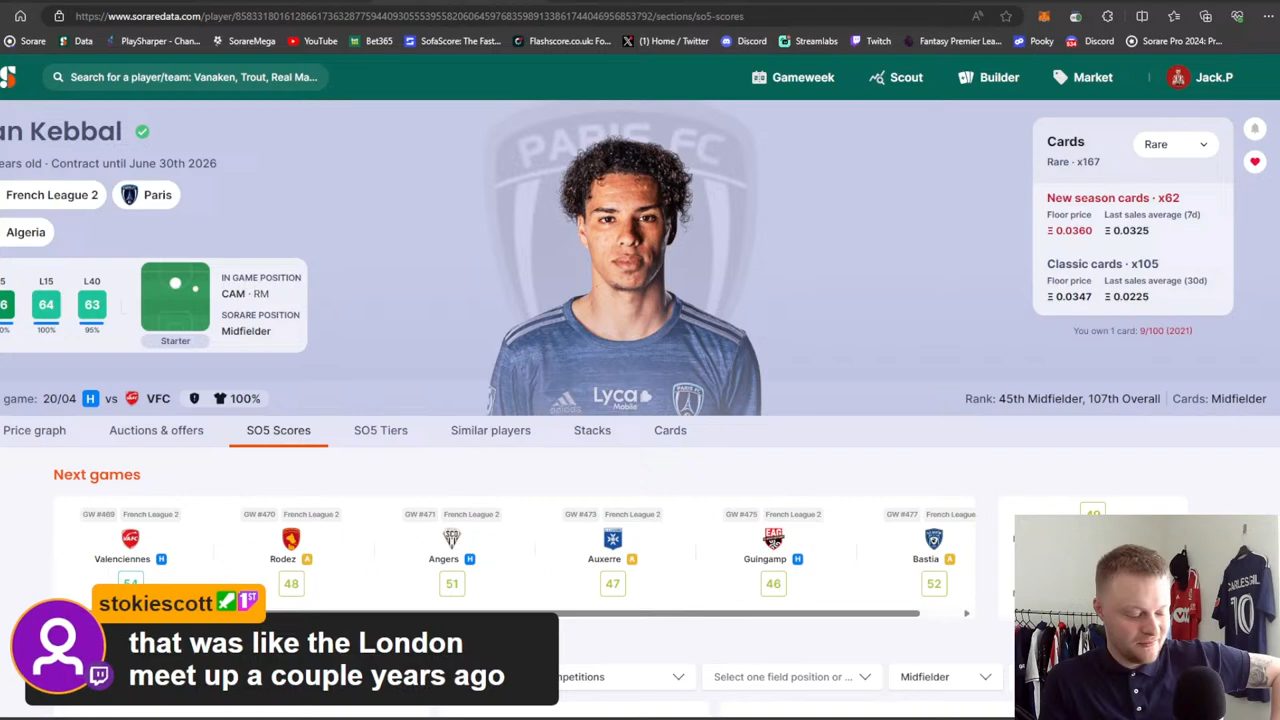 https://www.soraredata.com/player/85833180161286617363287759440930555395582060645976835989133861744046956853792/sections/so5-scores
Sorare
Data
PlaySharper - Chan...
SorareMega
YouTube
Bet365
SofaScore: The Fast...
Flashscore.co.uk: Fo...
(1) Home / Twitter
Discord
Streamlabs
Twitch
Fantasy Premier Lea...
Pooky
Discord
Sorare Pro 2024: Pr...
Search for a player/team: Vanaken, Trout, Real Ma...
Gameweek
Scout
Builder
Market
Jack.P
an Kebbal
ears old · Contract until June 30th 2026
French League 2
Paris
Algeria
L15
L40
64
63
100%
95%
Starter
IN GAME POSITION
CAM · RM
SORARE POSITION
Midfielder
PARIS FC
Lyca
Mobile
adidas
Cards
Rare · x167
Rare
New season cards · x62
Floor price
Last sales average (7d)
Ξ 0.0360
Ξ 0.0325
Classic cards · x105
Floor price
Last sales average (30d)
Ξ 0.0347
Ξ 0.0225
You own 1 card: 9/100 (2021)
game: 20/04 H vs VFC 100%
Rank: 45th Midfielder, 107th Overall
Cards: Midfielder
Price graph
Auctions & offers
SO5 Scores
SO5 Tiers
Similar players
Stacks
Cards
Next games
GW #469 French League 2
GW #470 French League 2
GW #471 French League 2
GW #473 French League 2
GW #475 French League 2
GW #477 French League
Valenciennes H
Rodez A
Angers H
Auxerre A
Guingamp H
Bastia A
54
48
51
47
46
52
stokiescott 1ST
that was like the London
meet up a couple years ago
mpetitions
Select one field position or ...
Midfielder
CARLES GIL
10